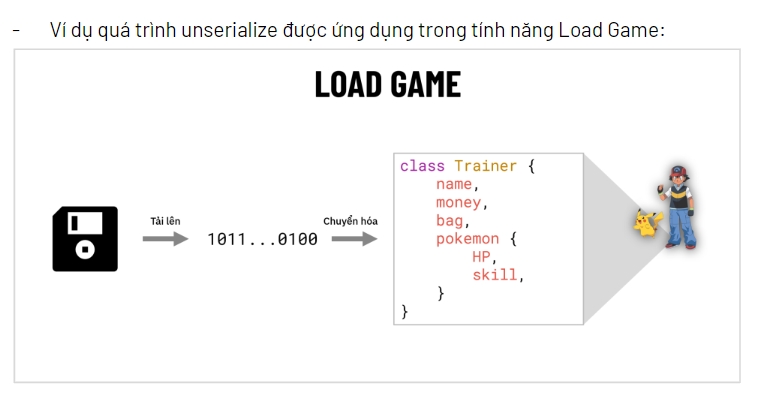 - Ví dụ quá trình unserialize được ứng dụng trong tính năng Load Game:
LOAD GAME
Tải lên
1011...0100
Chuyển hóa
class Trainer {
name,
money,
bag,
pokemon {
HP,
skill,
}
}